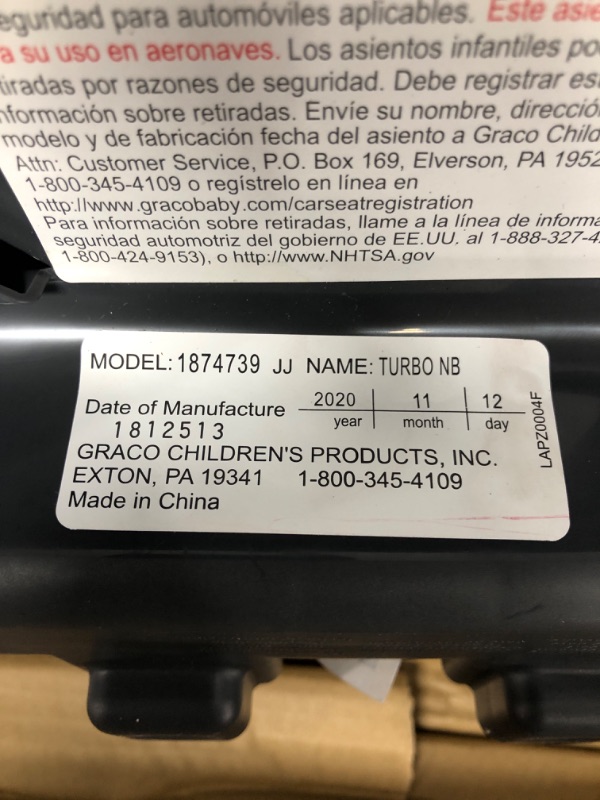 eguridad para automóviles aplicables. Este asie
a su uso en aeronaves. Los asientos infantiles po
tiradas por razones de seguridad. Debe registrar es
nformación sobre retiradas. Envíe su nombre, direcció
modelo y de fabricación fecha del asiento a Graco Child
Attn: Customer Service, P.O. Box 169, Elverson, PA 1952
1-800-345-4109 o regístrelo en línea en
http://www.gracobaby.com/carseatregistration
Para información sobre retiradas, llame a la línea de informa
seguridad automotriz del gobierno de EE.UU. al 1-888-327-4
1-800-424-9153), o http://www.NHTSA.gov
MODEL: 1874739 JJ NAME: TURBO NB
Date of Manufacture 2020 11 12
year month day
1812513
GRACO CHILDREN'S PRODUCTS, INC.
EXTON, PA 19341 1-800-345-4109
Made in China
LAPZ0004F